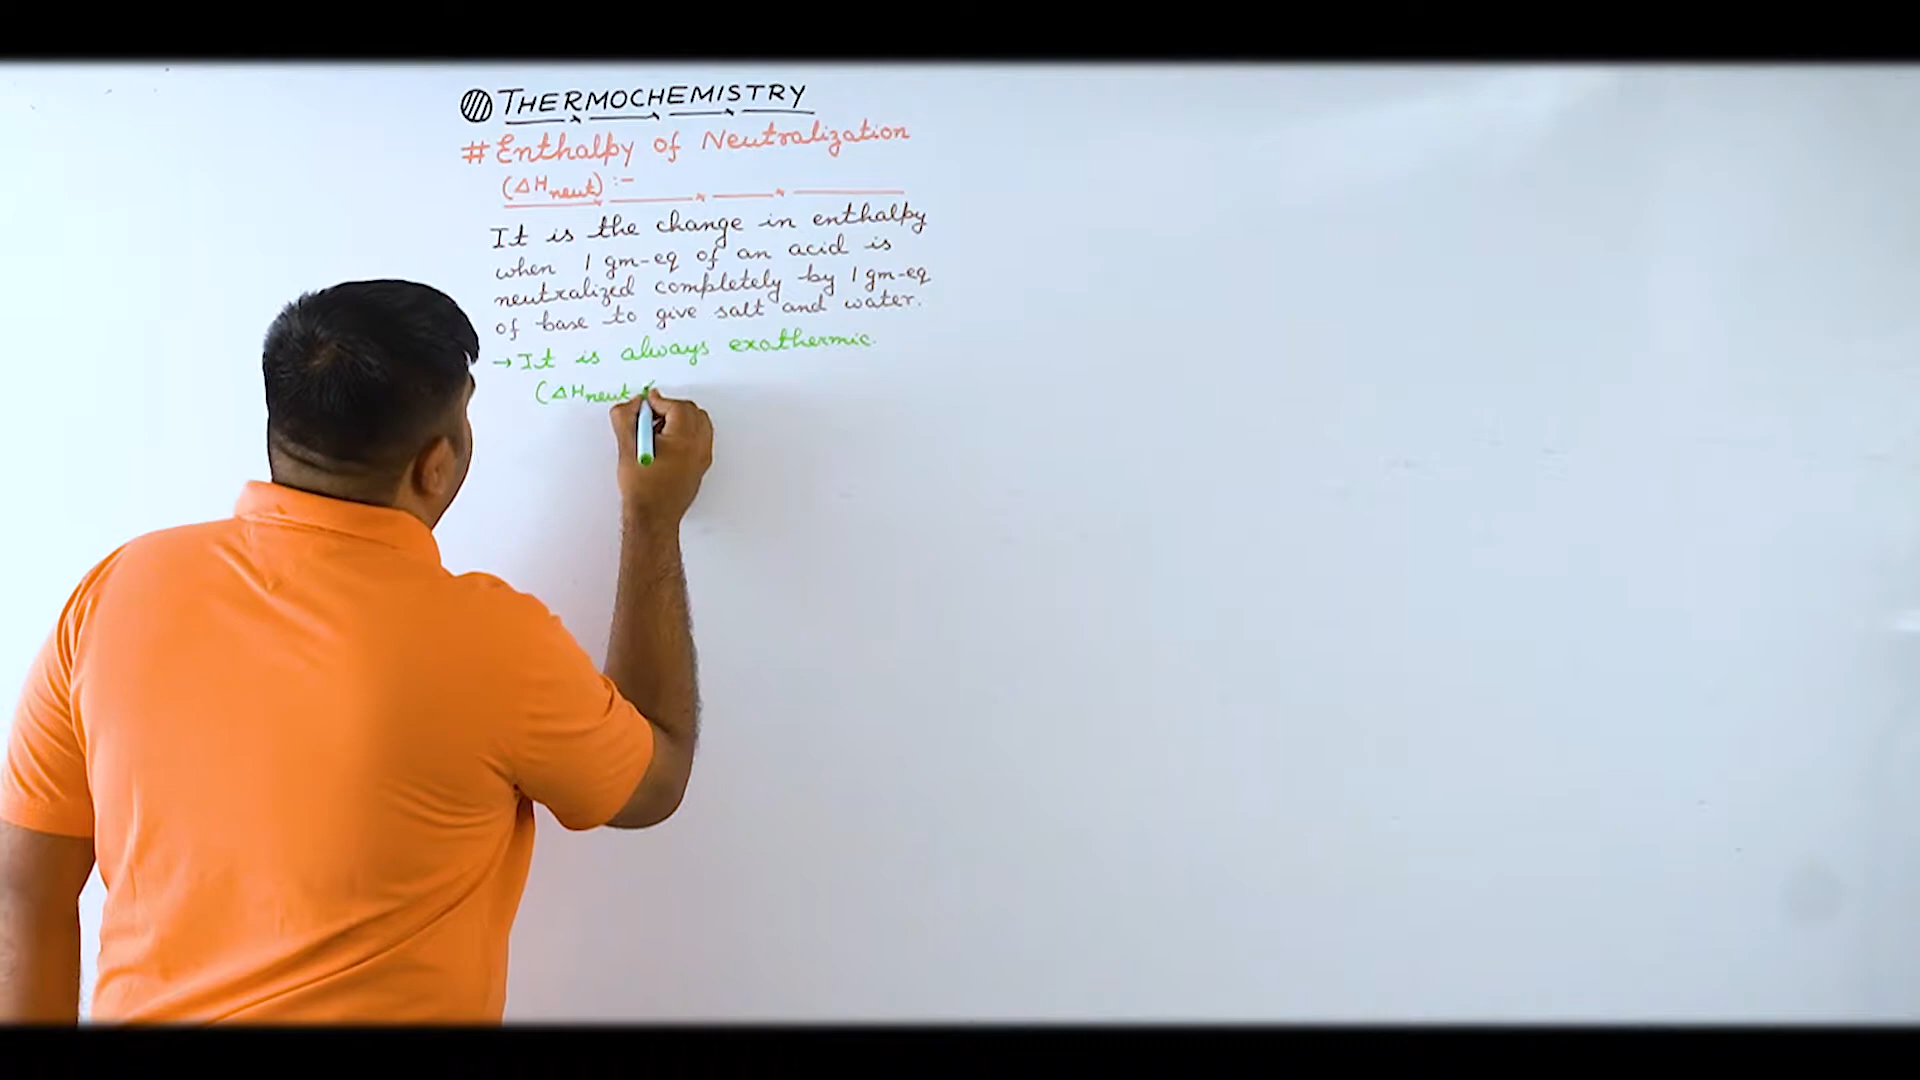 THERMOCHEMISTRY
# Enthalpy of Neutralization
(ΔHneut) :-
It is the change in enthalpy
when 1 gm-eq of an acid is
neutralized completely by 1 gm-eq
of base to give salt and water.
→ It is always exothermic.
(ΔHneut